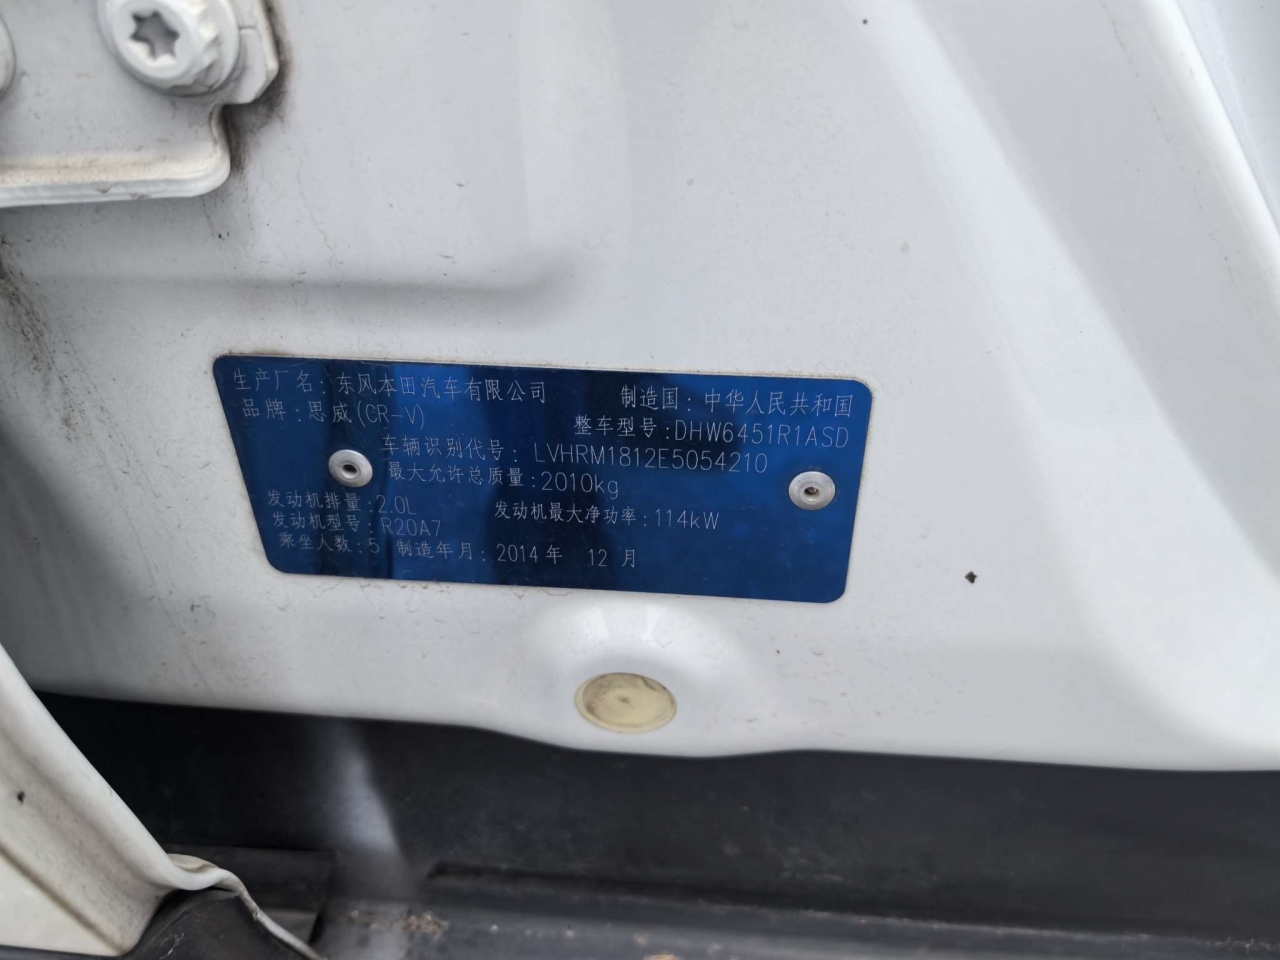 生产厂名：东风本田汽车有限公司 制造国：中华人民共和国
品牌：思威(CR-V) 整车型号：DHW6451R1ASD
车辆识别代号：LVHRM1812E5054210
最大允许总质量：2010kg
发动机排量：2.0L 发动机最大净功率：114kW
发动机型号：R20A7
乘坐人数：5 制造年月：2014年 12月